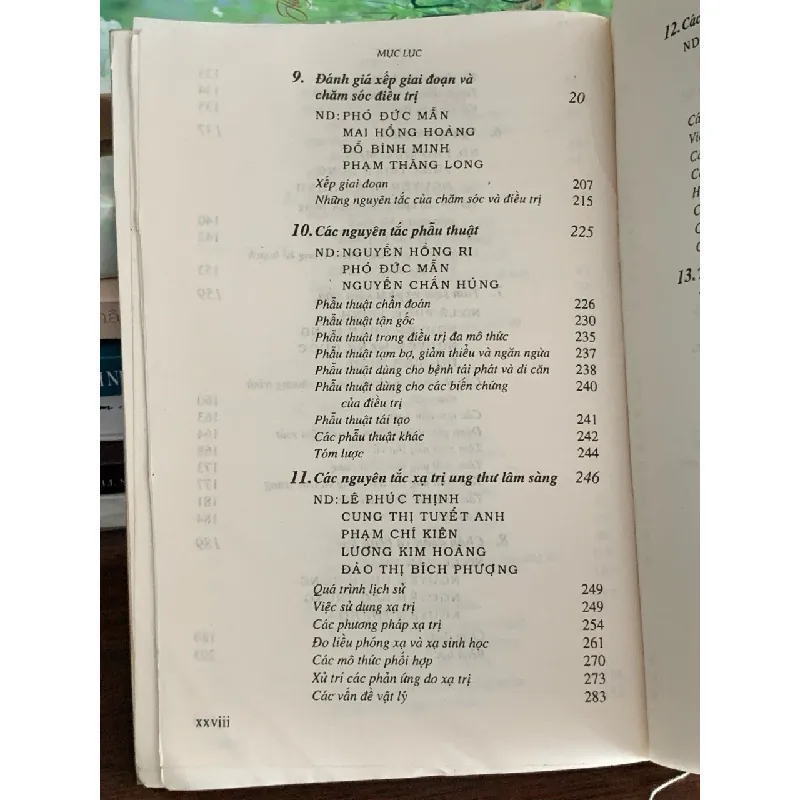 MỤC LỤC
9. Đánh giá xếp giai đoạn và
chăm sóc điều trị 20
ND: PHÓ ĐỨC MẪN
MAI HỒNG HOÀNG
ĐỖ BÌNH MINH
PHẠM THĂNG LONG
Xếp giai đoạn 207
Những nguyên tắc của chăm sóc và điều trị 215
10. Các nguyên tắc phẫu thuật 225
ND: NGUYỄN HỒNG RI
PHÓ ĐỨC MẪN
NGUYỄN CHẤN HÙNG
Phẫu thuật chẩn đoán 226
Phẫu thuật tận gốc 230
Phẫu thuật trong điều trị đa mô thức 235
Phẫu thuật tạm bợ, giảm thiểu và ngăn ngừa 237
Phẫu thuật dùng cho bệnh tái phát và di căn 238
Phẫu thuật dùng cho các biến chứng 240
của điều trị
Phẫu thuật tái tạo 241
Các phẫu thuật khác 242
Tóm lược 244
11. Các nguyên tắc xạ trị ung thư lâm sàng 246
ND: LÊ PHÚC THỊNH
CUNG THỊ TUYẾT ANH
PHẠM CHÍ KIÊN
LƯƠNG KIM HOÀNG
ĐÀO THỊ BÍCH PHƯỢNG
Quá trình lịch sử 249
Việc sử dụng xạ trị 249
Các phương pháp xạ trị 254
Đo liều phóng xạ và xạ sinh học 261
Các mô thức phối hợp 270
Xử trí các phản ứng do xạ trị 273
Các vấn đề vật lý 283
xxviii
12. Các
ND
13.